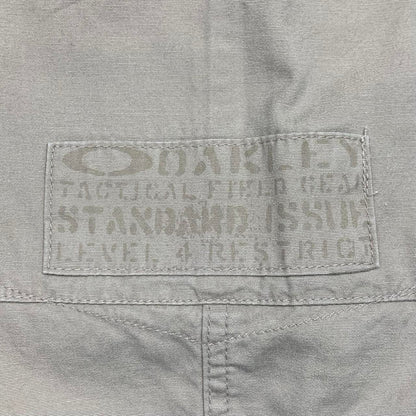 OAKLEY
TACTICAL FIELD GEAR
STANDARD ISSUE
LEVEL 4 RESTRICT